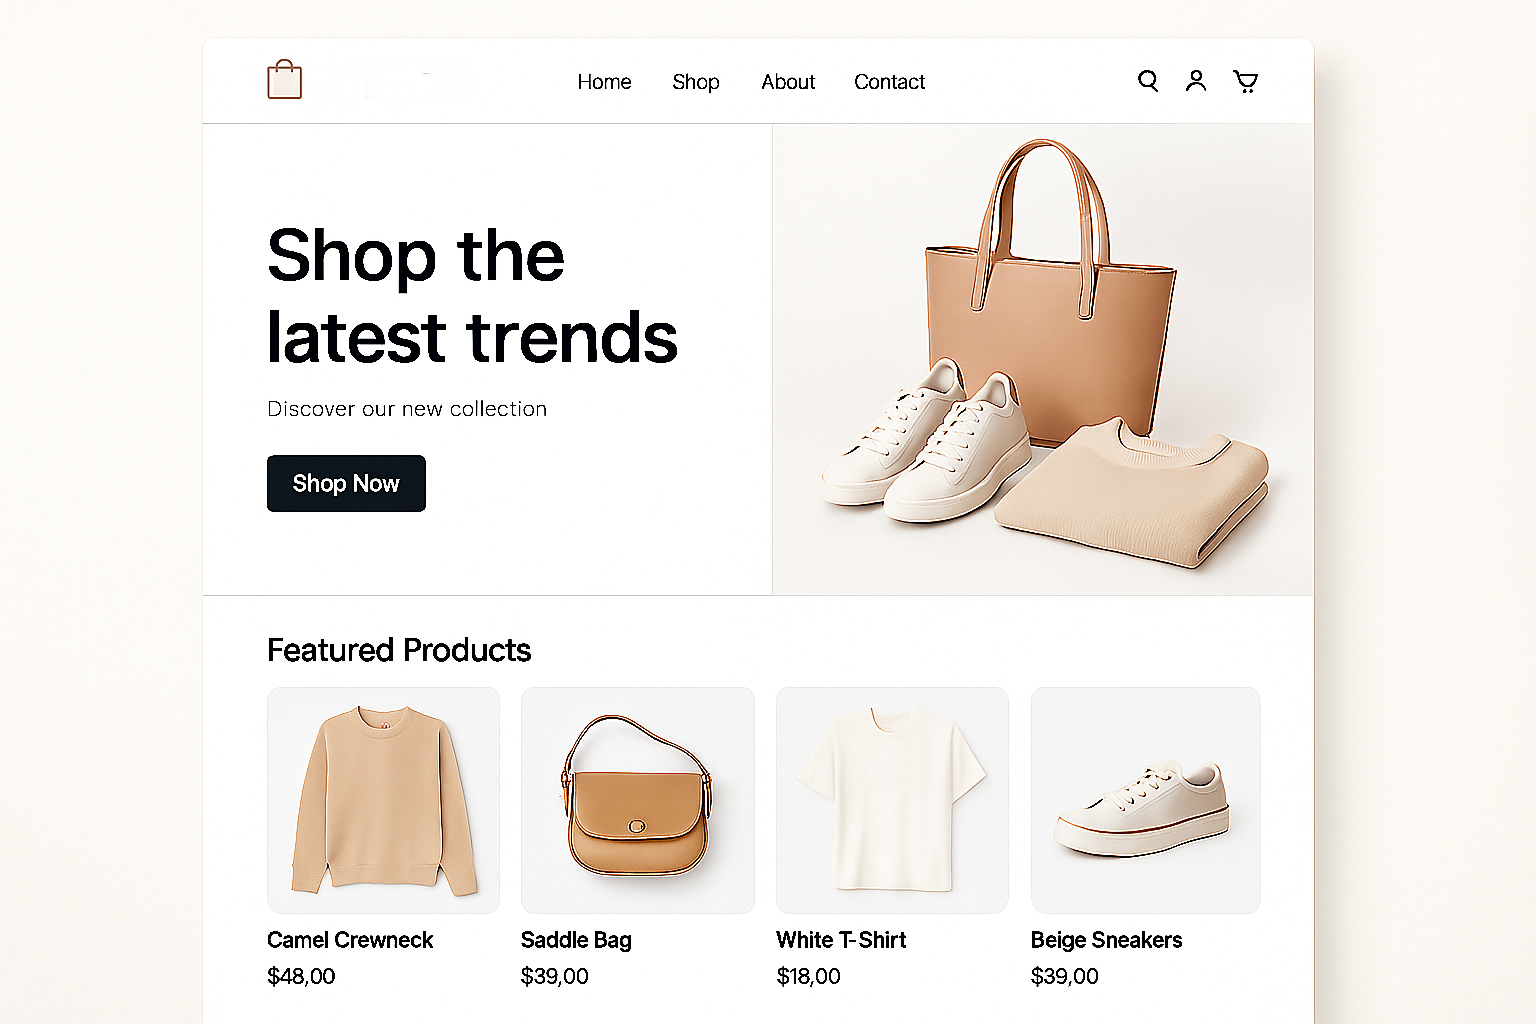 Home Shop About Contact
Shop the
latest trends
Discover our new collection
Shop Now
Featured Products
Camel Crewneck
$48,00
Saddle Bag
$39,00
White T-Shirt
$18,00
Beige Sneakers
$39,00